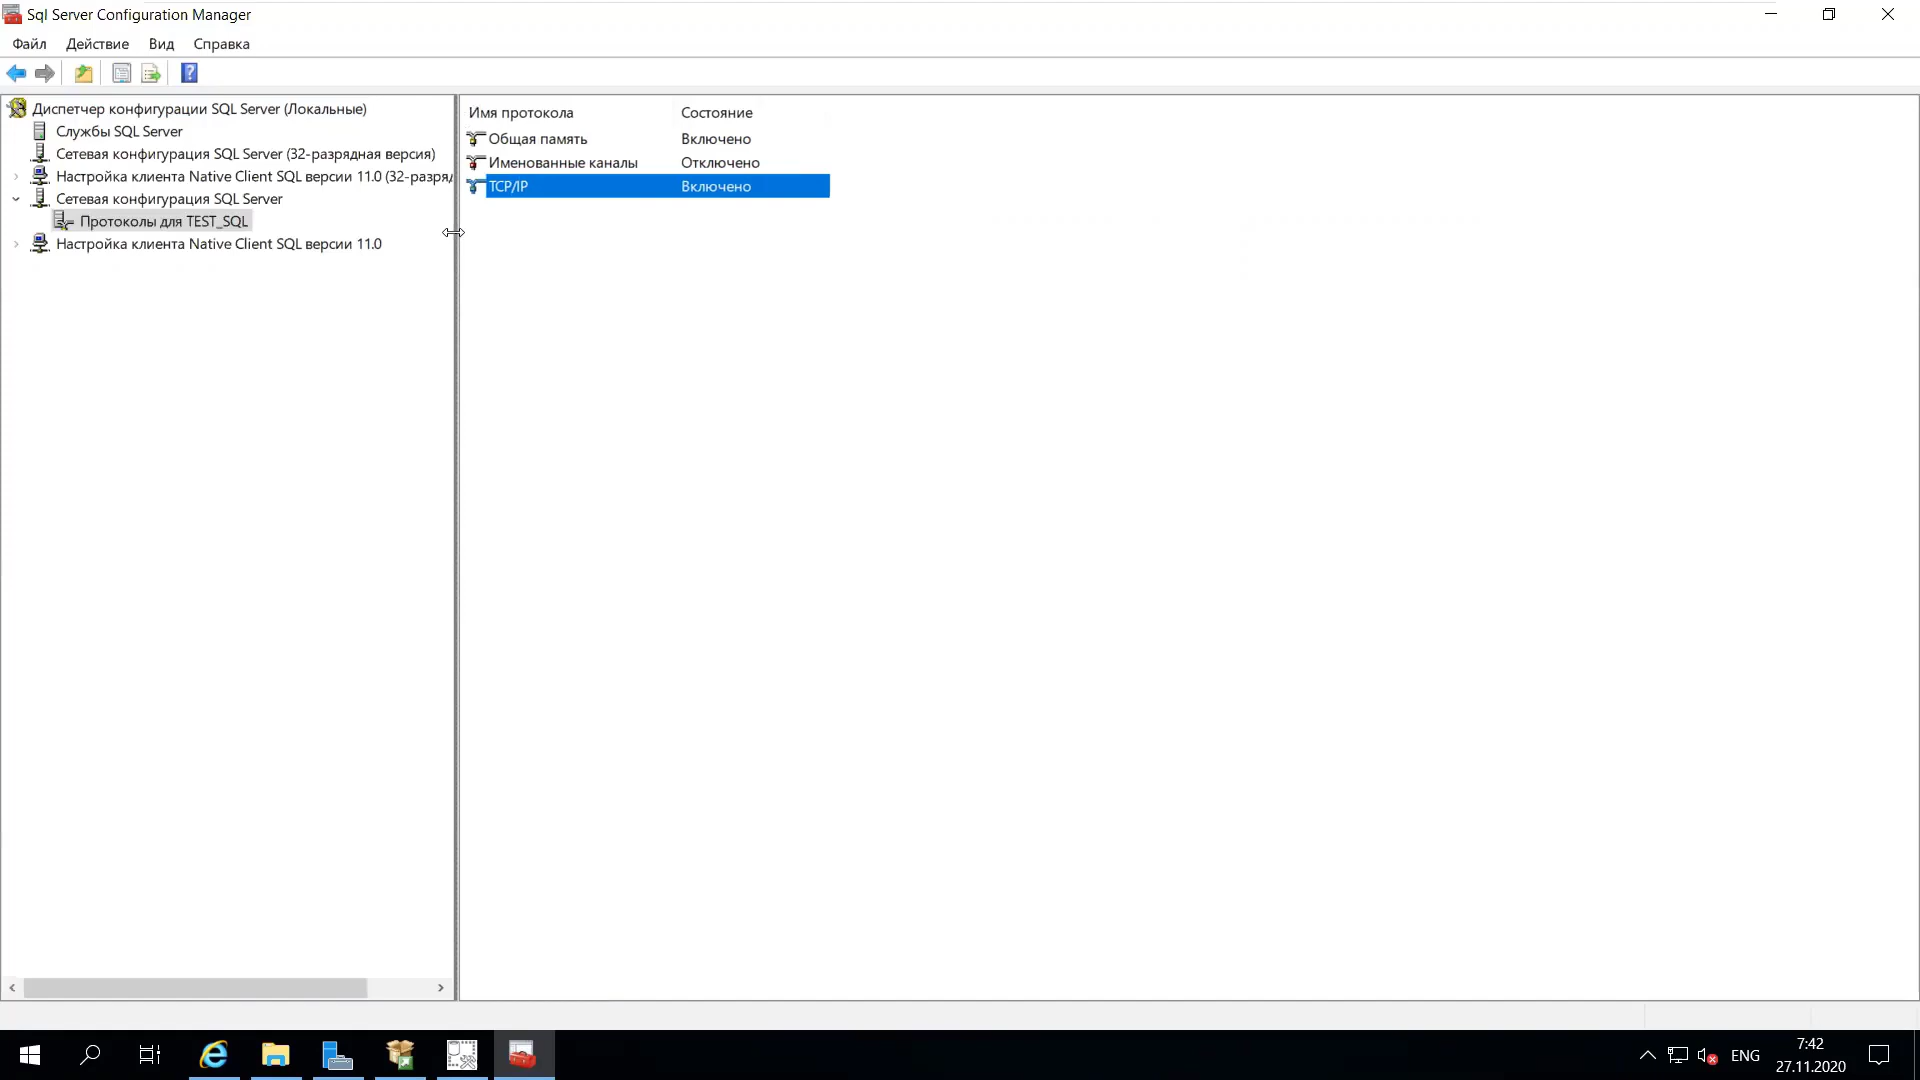 Sql Server Configuration Manager
Файл Действие Вид Справка
Диспетчер конфигурации SQL Server (Локальные)
Службы SQL Server
Сетевая конфигурация SQL Server (32-разрядная версия)
Настройка клиента Native Client SQL версии 11.0 (32-разряд
Сетевая конфигурация SQL Server
Протоколы для TEST_SQL
Настройка клиента Native Client SQL версии 11.0
Имя протокола Состояние
Общая память Включено
Именованные каналы Отключено
TCP/IP Включено
ENG
7:42
27.11.2020